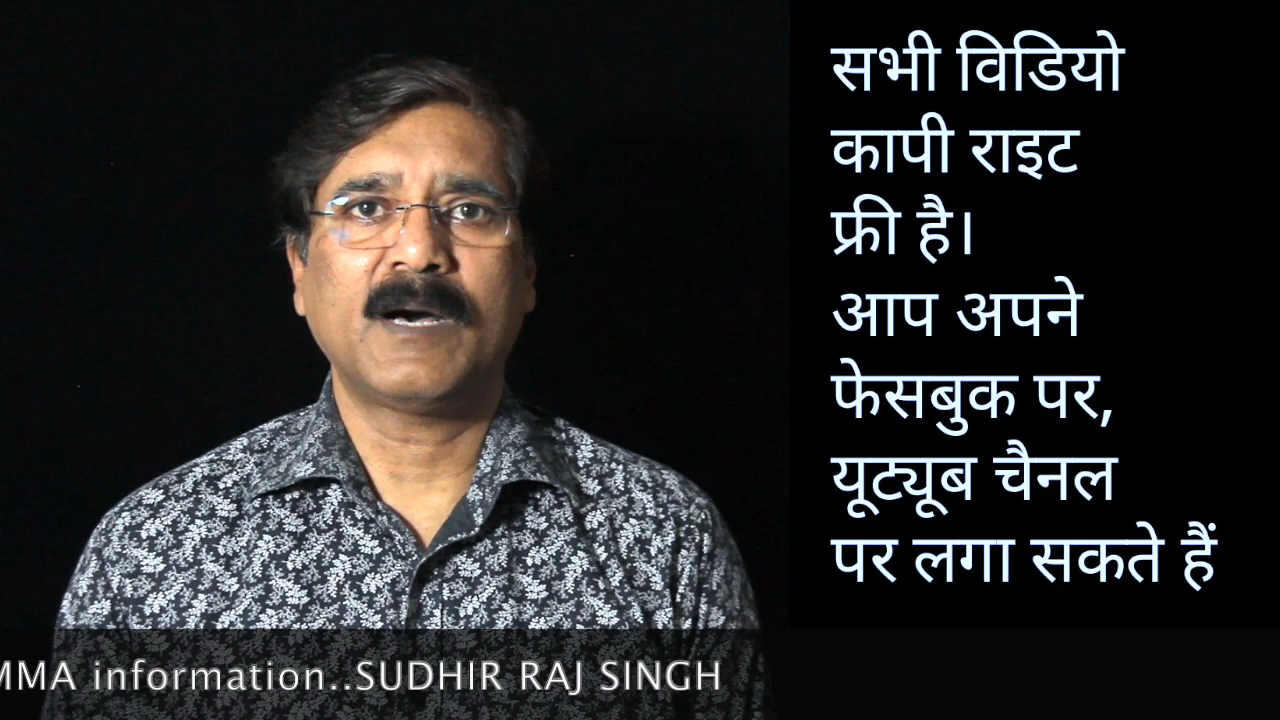 सभी विडियो
कापी राइट
फ्री है।
आप अपने
फेसबुक पर,
यूट्यूब चैनल
पर लगा सकते हैं
MMA information..SUDHIR RAJ SINGH